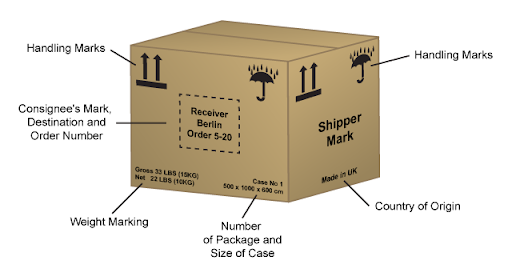 Handling Marks
Handling Marks
Consignee's Mark,
Destination and
Order Number
Receiver
Berlin
Order 5-20
Shipper
Mark
Gross 33 LBS (15KG)
Net 22 LBS (10KG)
Case No 1
500 x 1000 x 600 cm
Made in UK
Weight Marking
Number
of Package and
Size of Case
Country of Origin